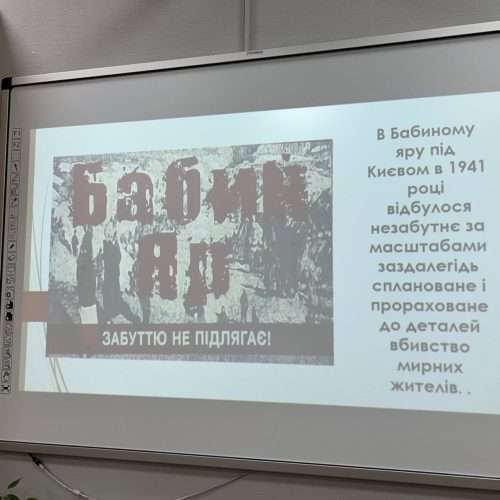 Бабин
Яр
ЗАБУТТЮ НЕ ПІДЛЯГАЄ!
В Бабиному
яру під
Києвом в 1941
році
відбулося
незабутнє за
масштабами
заздалегідь
сплановане і
прораховане
до деталей
вбивство
мирних
жителів. .